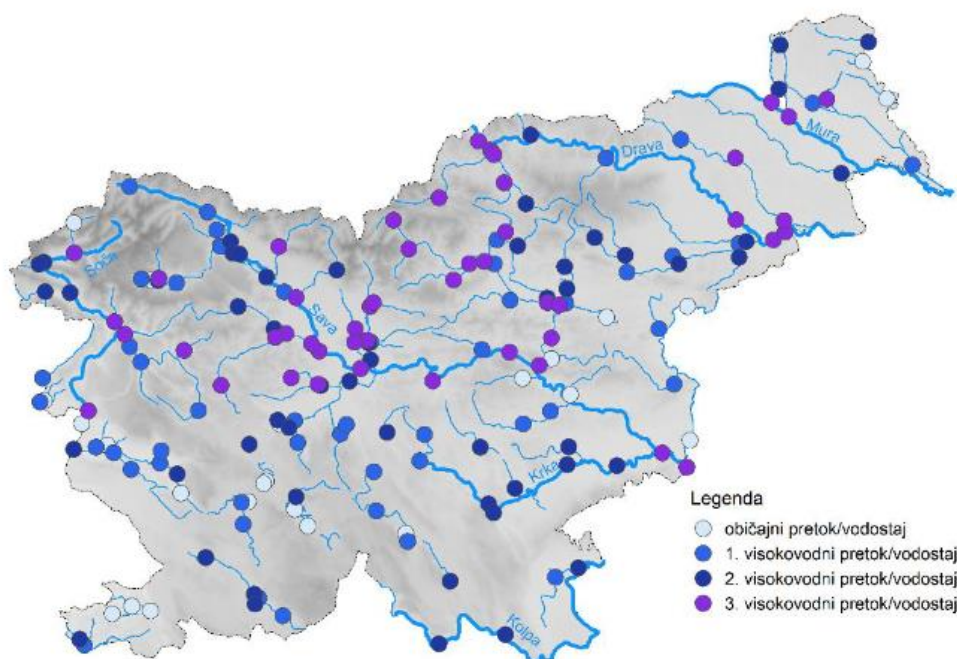 Mura
Drava
Soča
Sava
Krka
Legenda
običajni pretok/vodostaj
1. visokovodni pretok/vodostaj
2. visokovodni pretok/vodostaj
3. visokovodni pretok/vodostaj
Kolpa